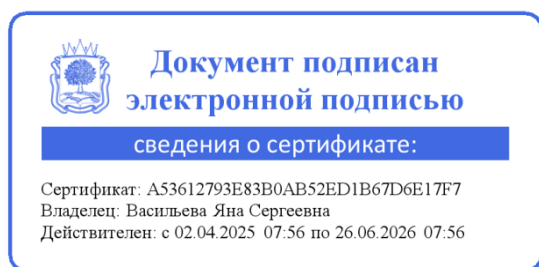 Документ подписан
электронной подписью
сведения о сертификате:
Сертификат: A53612793E83B0AB52ED1B67D6E17F7
Владелец: Васильева Яна Сергеевна
Действителен: с 02.04.2025 07:56 по 26.06.2026 07:56